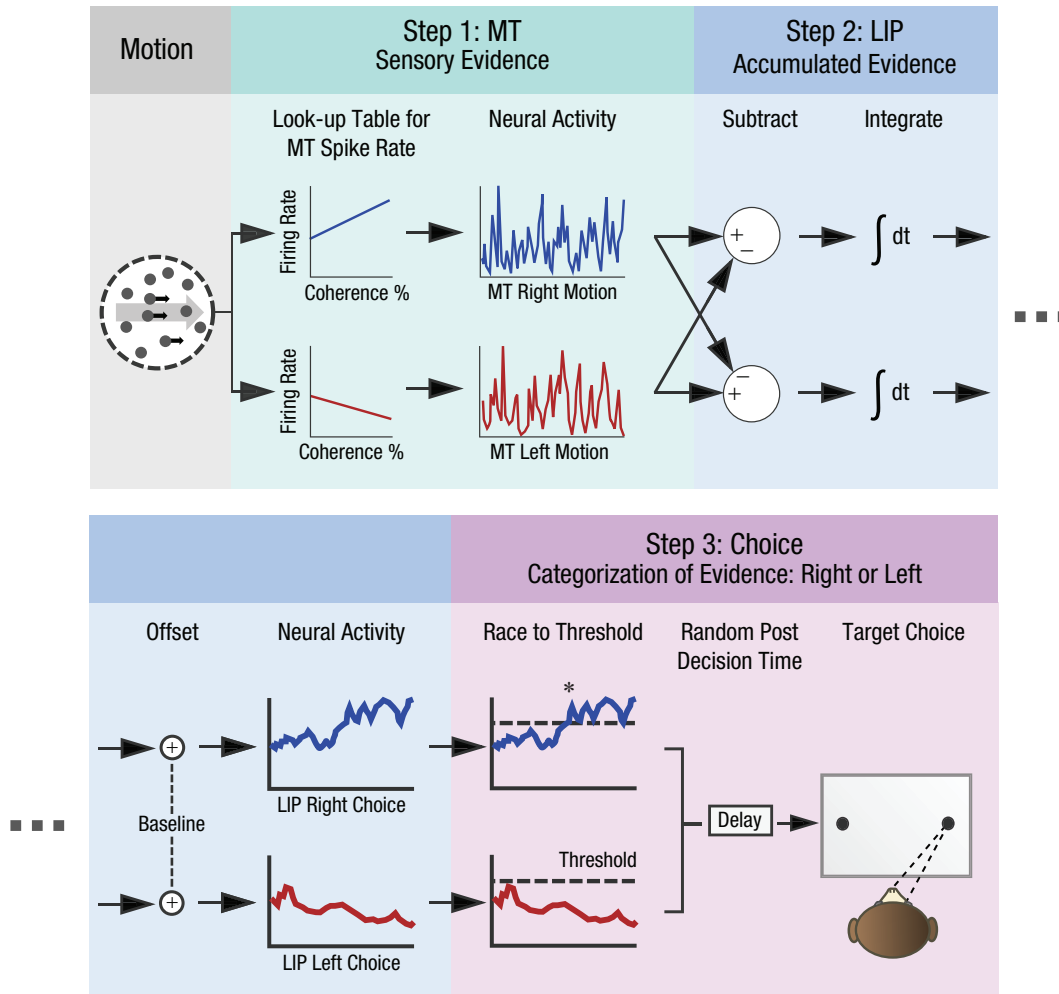 Motion
Step 1: MT
Sensory Evidence
Step 2: LIP
Accumulated Evidence
Look-up Table for
MT Spike Rate
Neural Activity
Subtract
Integrate
Firing Rate
Coherence %
MT Right Motion
+
−
∫ dt
Firing Rate
Coherence %
MT Left Motion
−
+
∫ dt
Step 3: Choice
Categorization of Evidence: Right or Left
Offset
Neural Activity
Race to Threshold
Random Post
Decision Time
Target Choice
*
+
LIP Right Choice
Baseline
Delay
Threshold
+
LIP Left Choice